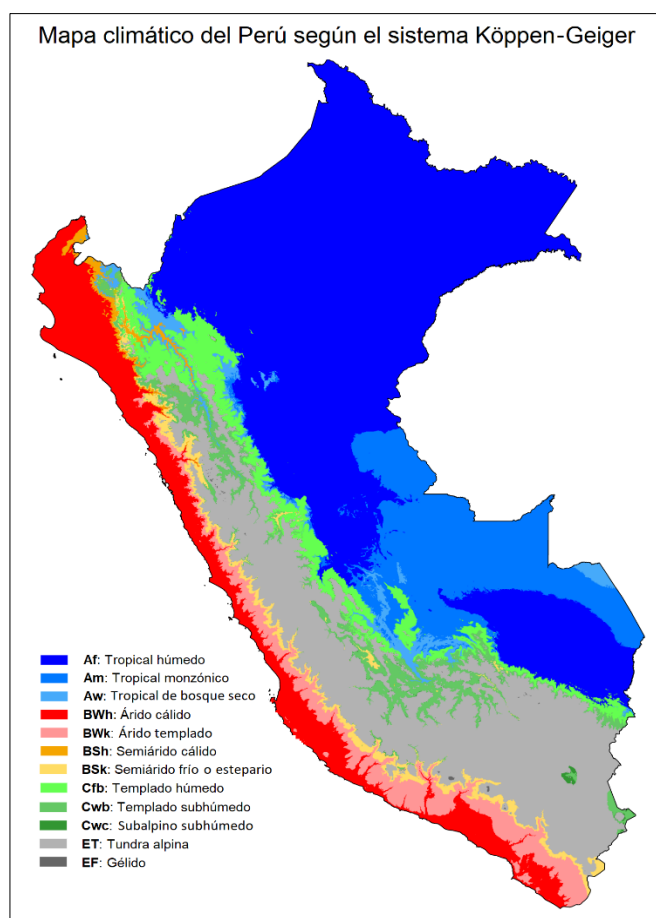 Mapa climático del Perú según el sistema Köppen-Geiger
Af: Tropical húmedo
Am: Tropical monzónico
Aw: Tropical de bosque seco
BWh: Árido cálido
BWk: Árido templado
BSh: Semiárido cálido
BSk: Semiárido frío o estepario
Cfb: Templado húmedo
Cwb: Templado subhúmedo
Cwc: Subalpino subhúmedo
ET: Tundra alpina
EF: Gélido